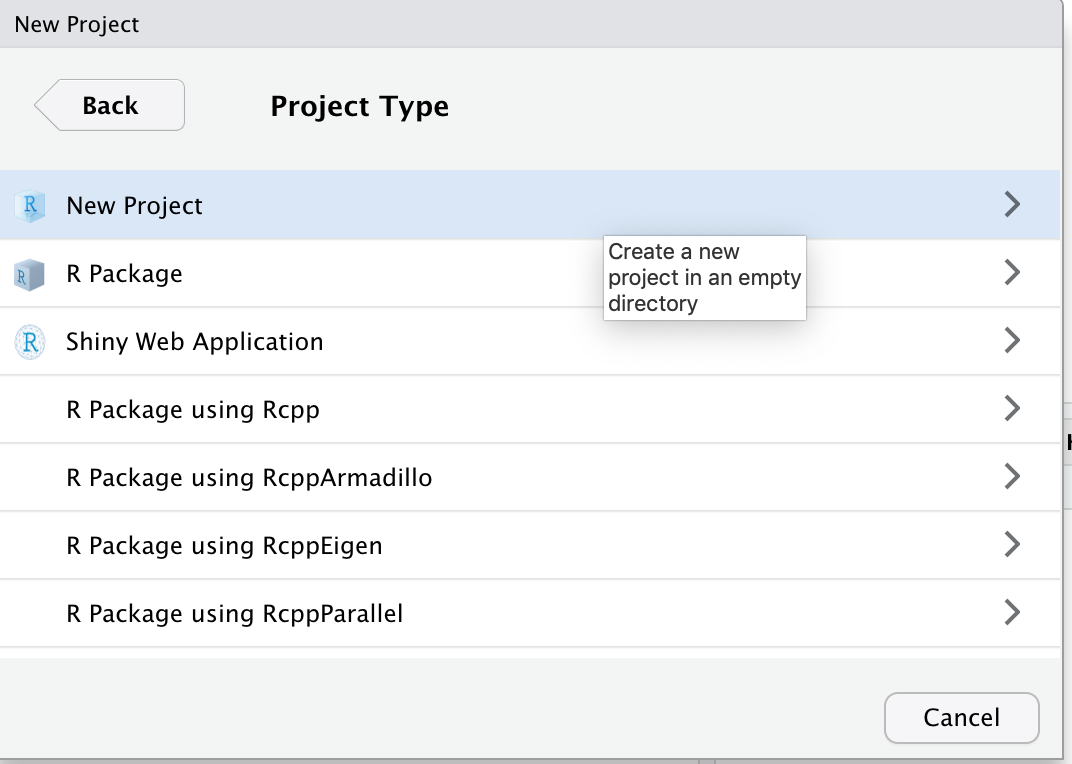 New Project
Back
Project Type
New Project
Create a new
project in an empty
directory
R Package
Shiny Web Application
R Package using Rcpp
R Package using RcppArmadillo
R Package using RcppEigen
R Package using RcppParallel
Cancel